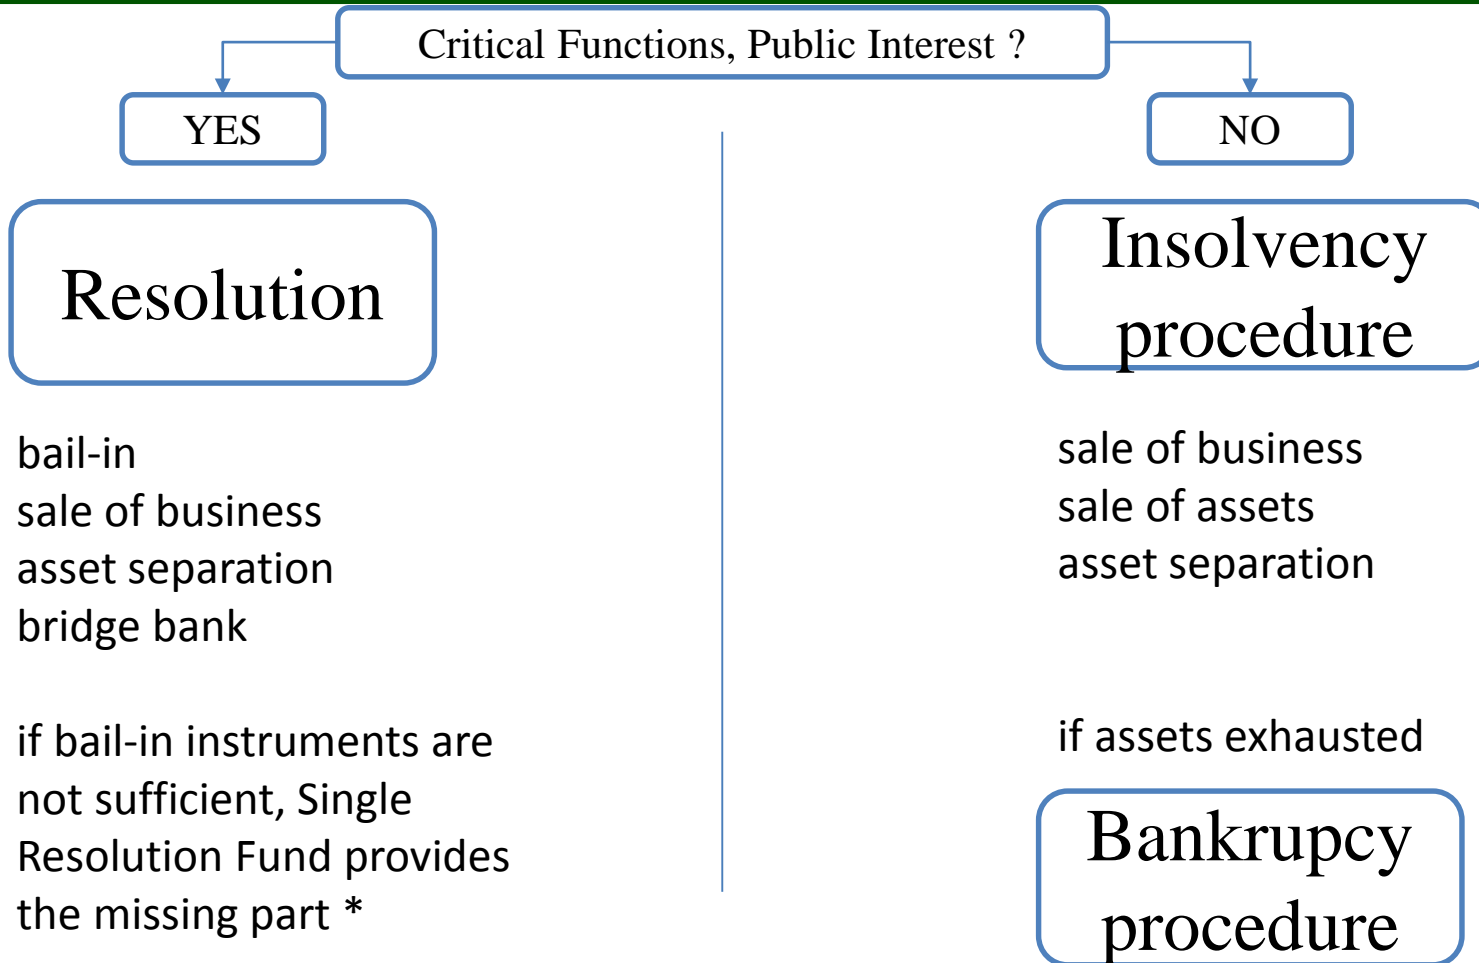 Critical Functions, Public Interest ?
YES
NO
Resolution
Insolvency
procedure
bail-in
sale of business
asset separation
bridge bank
if bail-in instruments are
not sufficient, Single
Resolution Fund provides
the missing part *
sale of business
sale of assets
asset separation
if assets exhausted
Bankrupcy
procedure